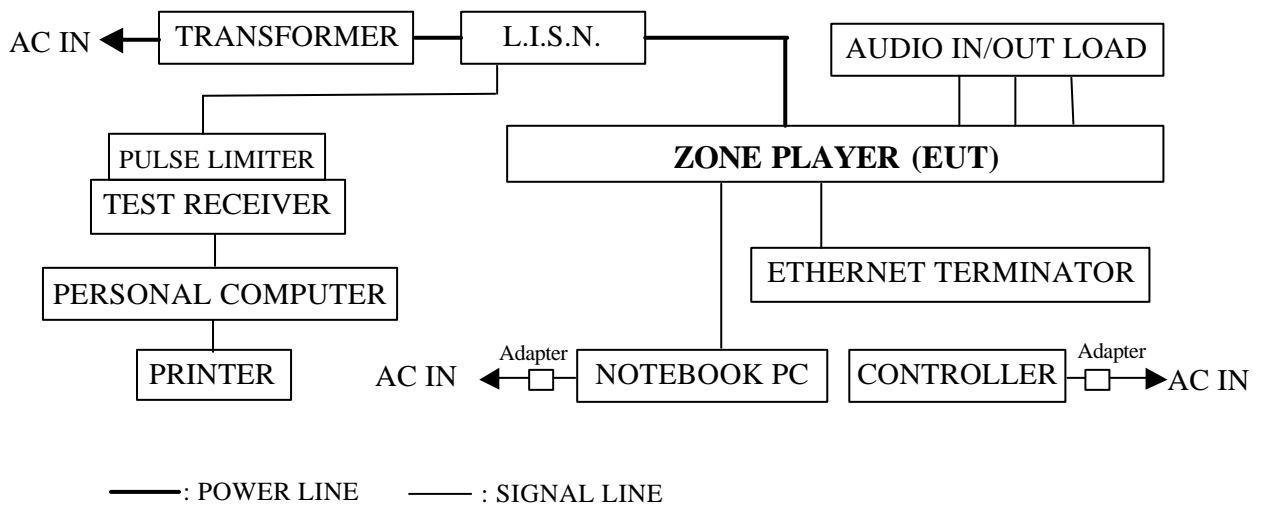 AC IN
TRANSFORMER
L.I.S.N.
AUDIO IN/OUT LOAD
PULSE LIMITER
ZONE PLAYER (EUT)
TEST RECEIVER
ETHERNET TERMINATOR
PERSONAL COMPUTER
PRINTER
AC IN
Adapter
NOTEBOOK PC
CONTROLLER
Adapter
AC IN
: POWER LINE
: SIGNAL LINE